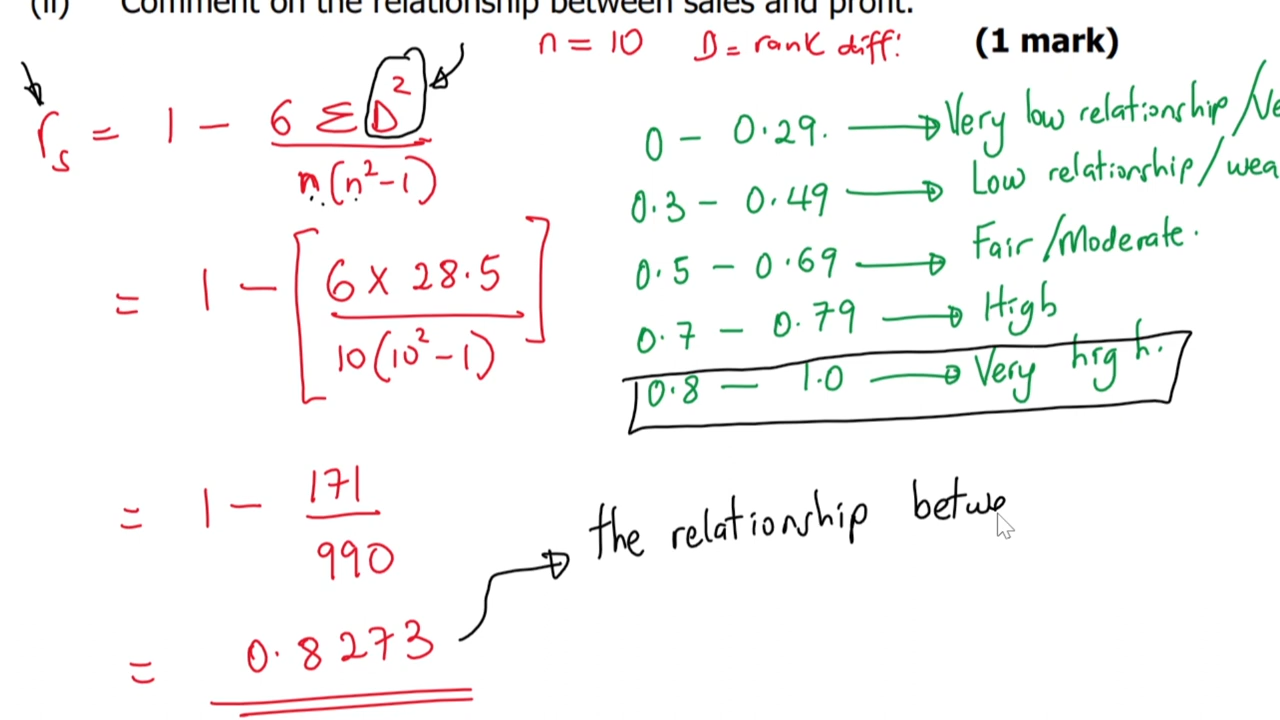 (ii) Comment on the relationship between sales and profit.
n = 10 D = rank diff: (1 mark)
rₛ = 1 - 6 ΣD² / n(n²-1)
0 - 0.29. → Very low relationship /
0.3 - 0.49 → Low relationship / wea
= 1 - [6 x 28.5 / 10(10²-1)]
0.5 - 0.69 → Fair /Moderate.
0.7 - 0.79 → High
0.8 - 1.0 → Very high.
= 1 - 171 / 990
the relationship betwe
= 0.8273